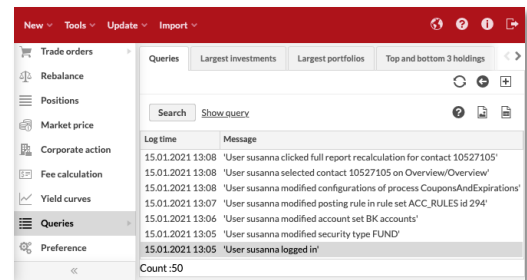 New Tools Update Import
Trade orders
Rebalance
Positions
Market price
Corporate action
Fee calculation
Yield curves
Queries
Preference
Queries Largest investments Largest portfolios Top and bottom 3 holdings
Search Show query
Log time Message
15.01.2021 13:08 'User susanna clicked full report recalculation for contact 10527105'
15.01.2021 13:08 'User susanna selected contact 10527105 on Overview/Overview'
15.01.2021 13:08 'User susanna modified configurations of process CouponsAndExpirations'
15.01.2021 13:07 'User susanna modified posting rule in rule set ACC_RULES id 294'
15.01.2021 13:06 'User susanna modified account set BK accounts'
15.01.2021 13:05 'User susanna modified security type FUND'
15.01.2021 13:05 'User susanna logged in'
Count :50